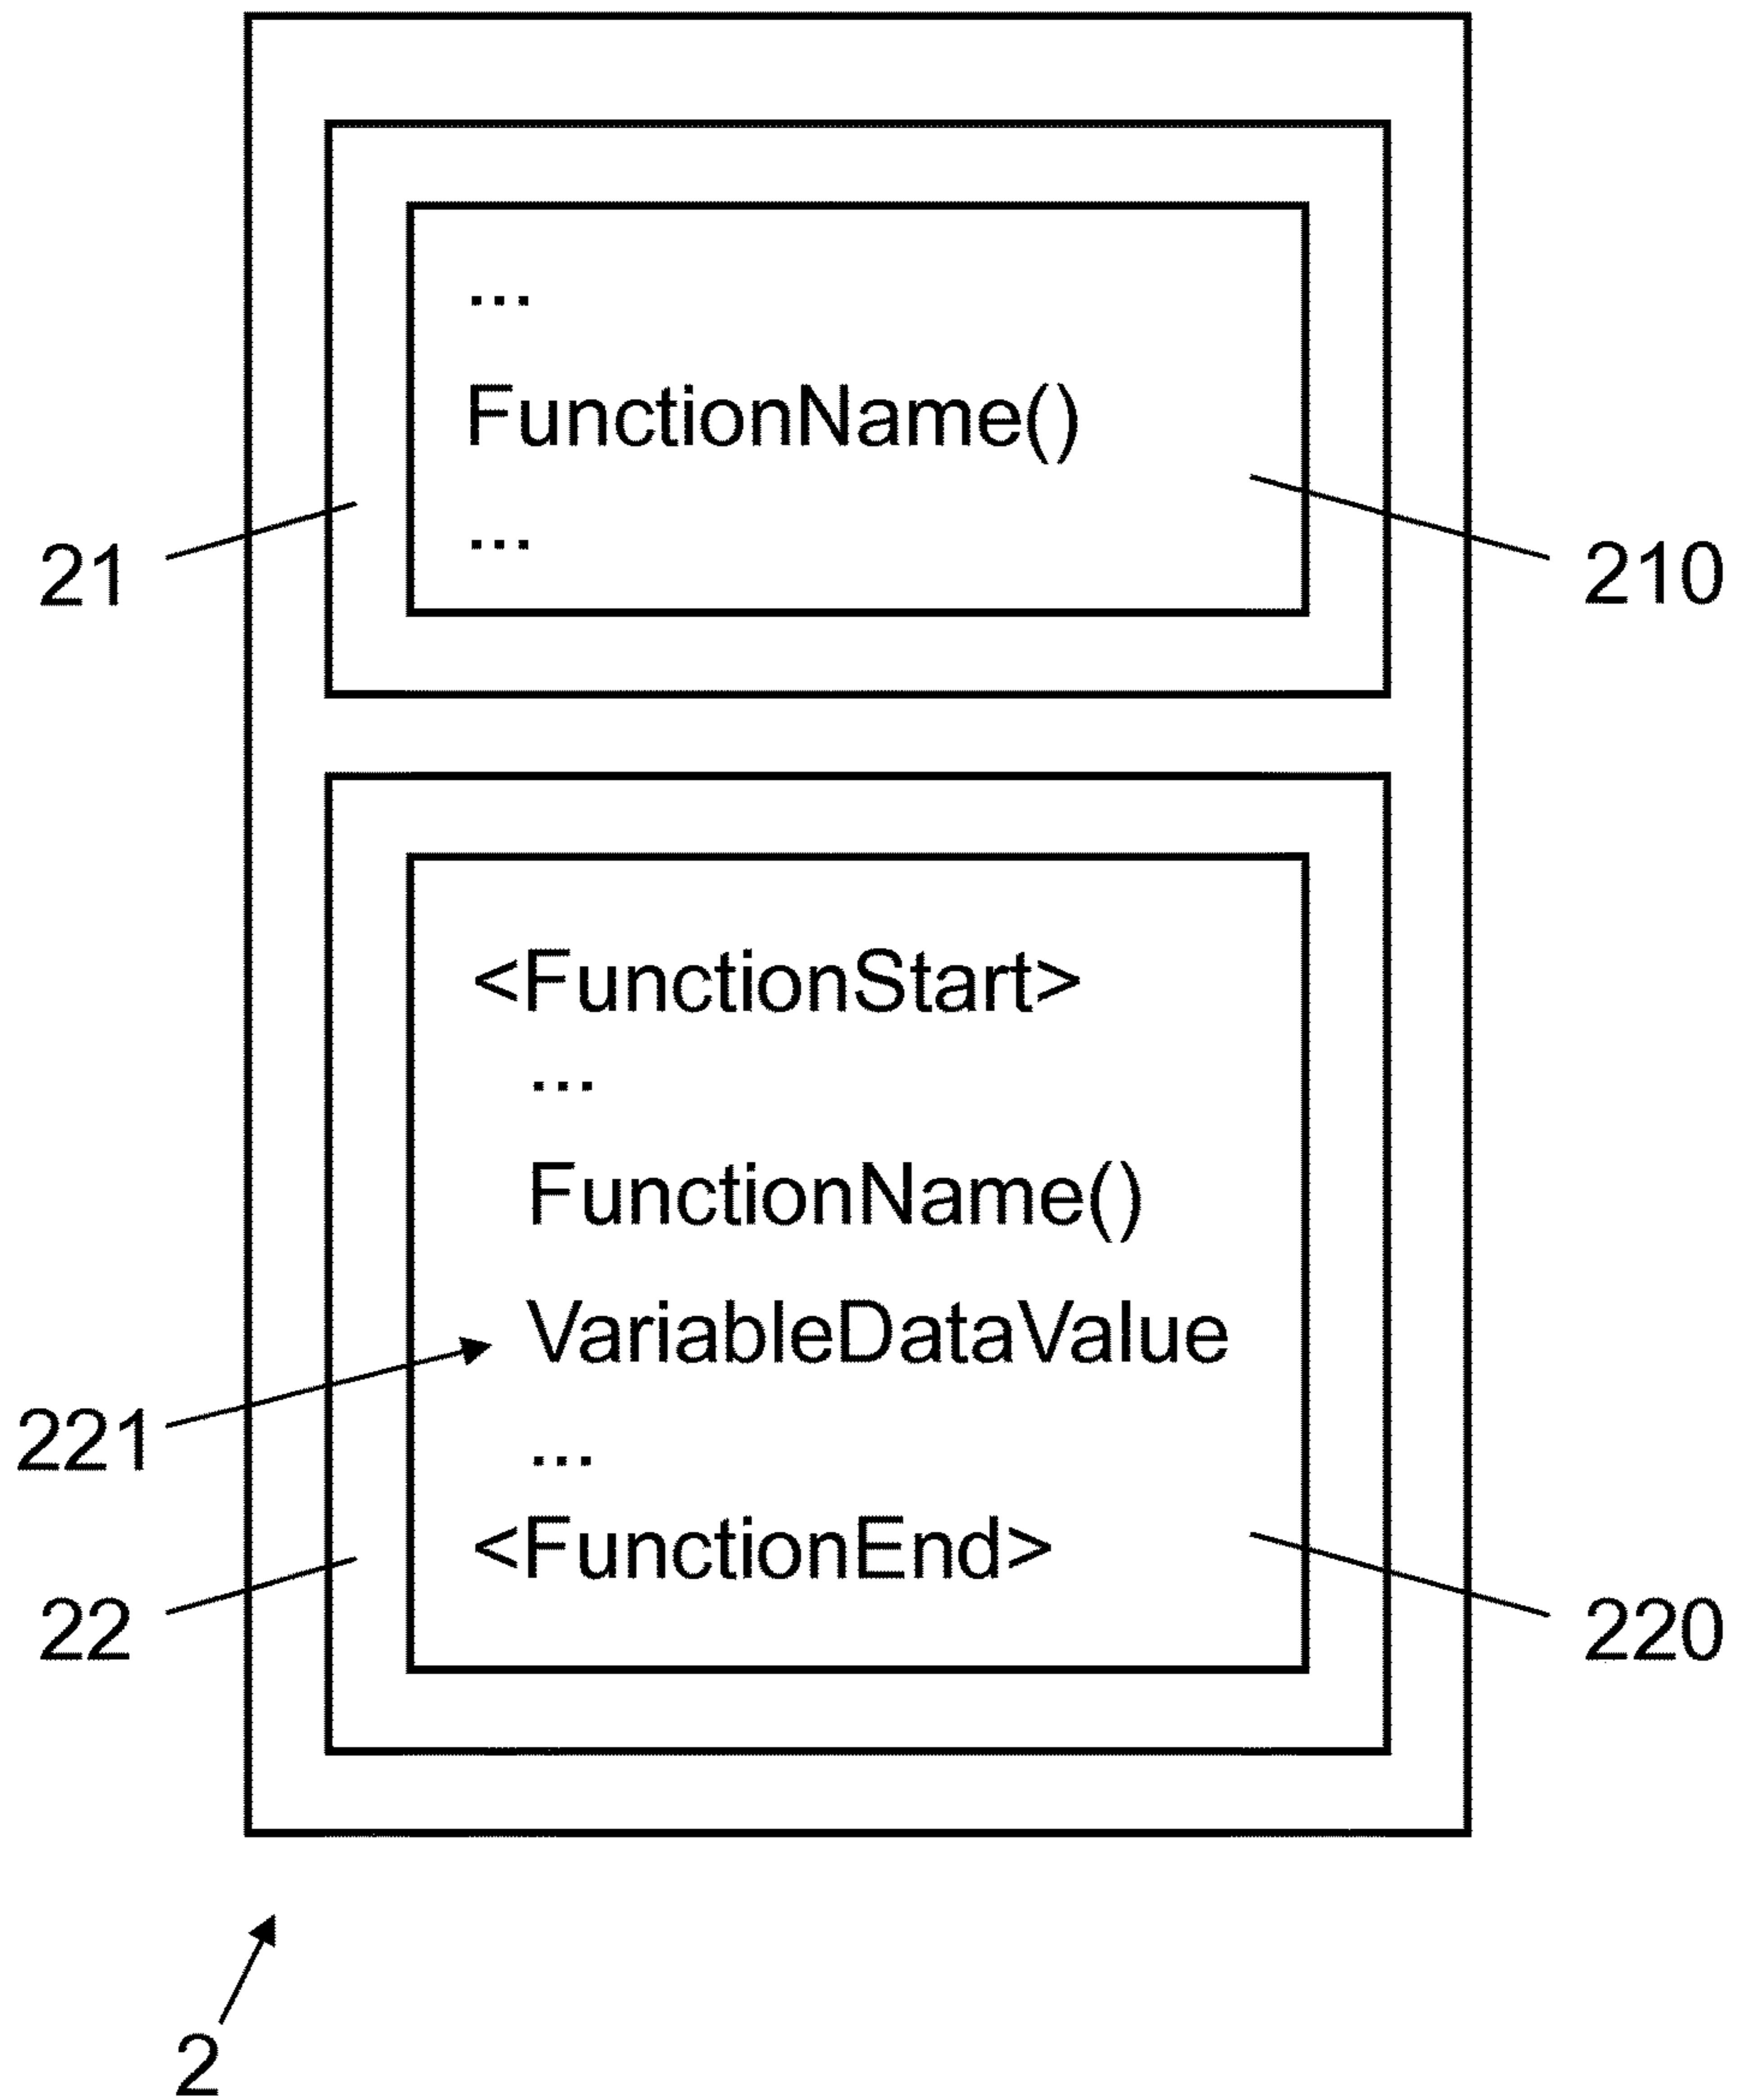 ...
FunctionName()
...
21
210
<FunctionStart>
...
FunctionName()
VariableDataValue
221
...
<FunctionEnd>
22
220
2